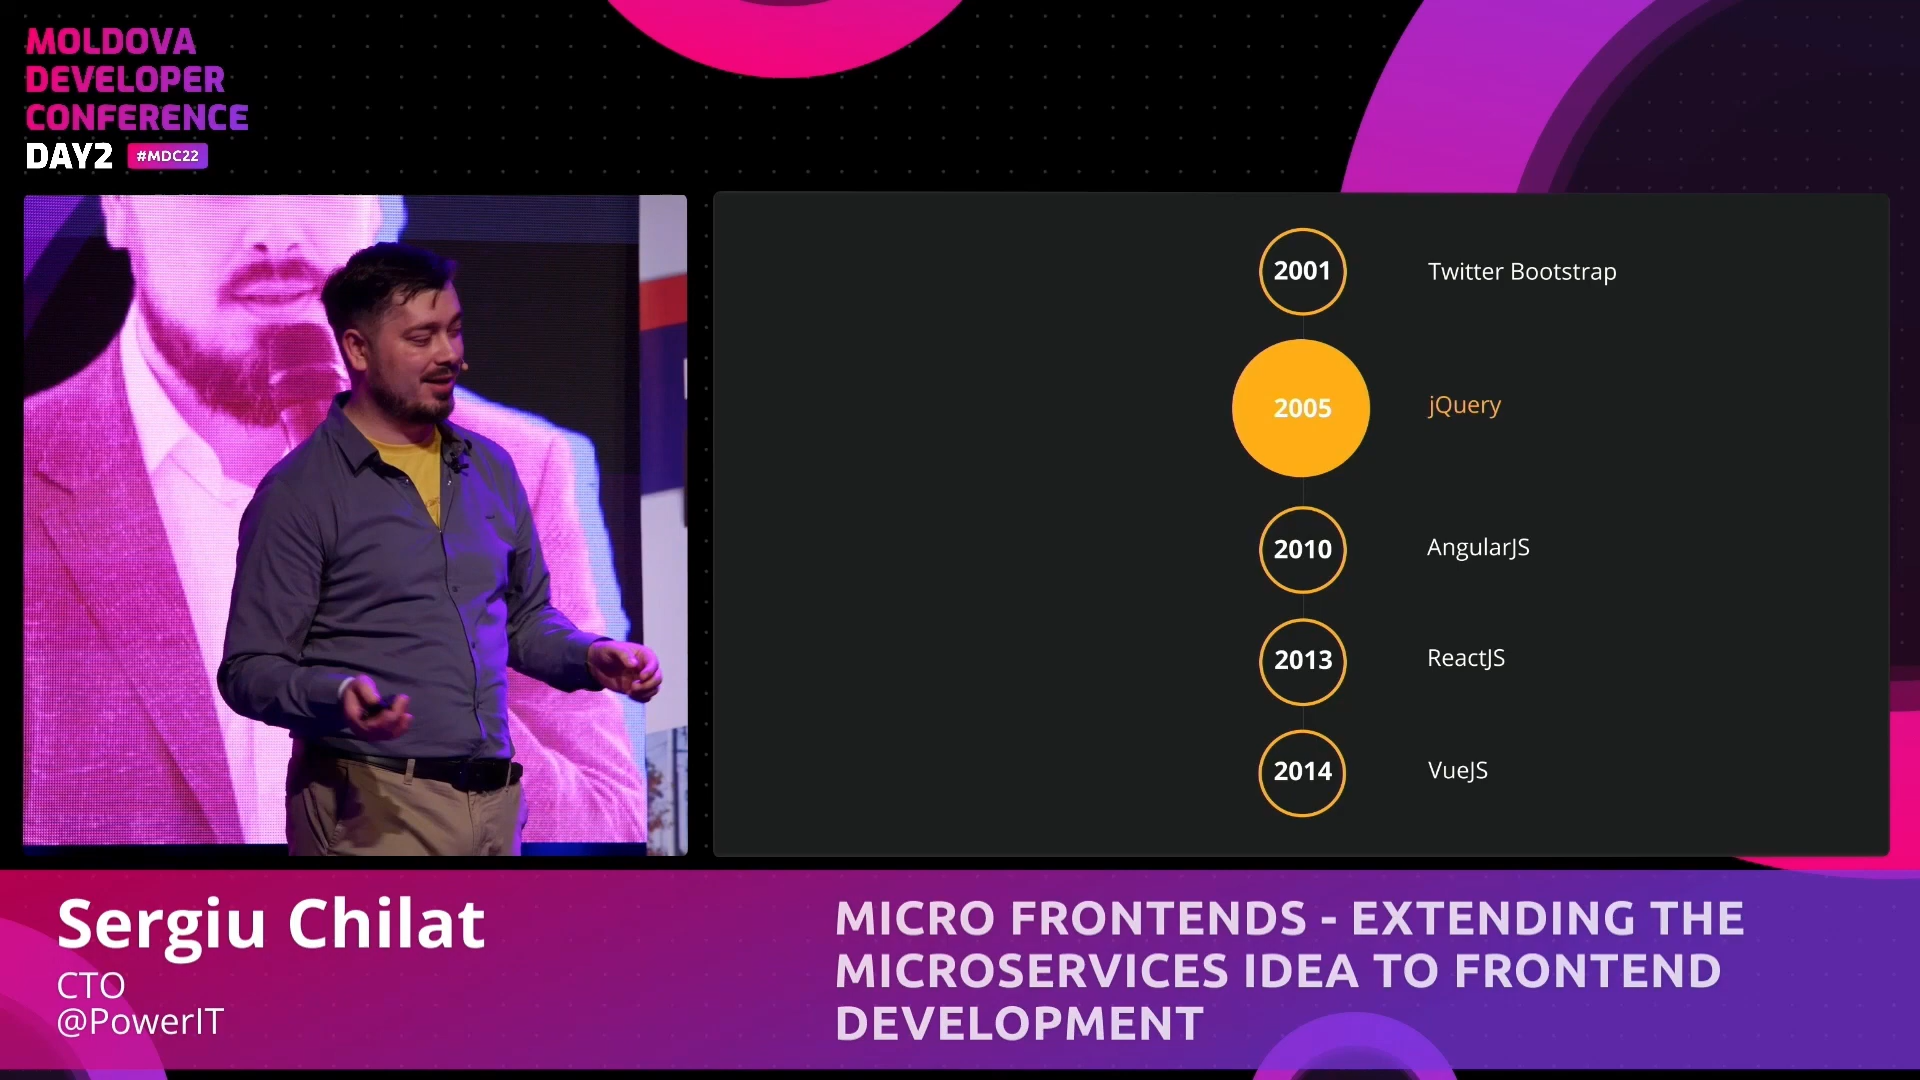 MOLDOVA
DEVELOPER
CONFERENCE
DAY2 #MDC22
2001 Twitter Bootstrap
2005 jQuery
2010 AngularJS
2013 ReactJS
2014 VueJS
Sergiu Chilat
CTO
@PowerIT
MICRO FRONTENDS - EXTENDING THE
MICROSERVICES IDEA TO FRONTEND
DEVELOPMENT